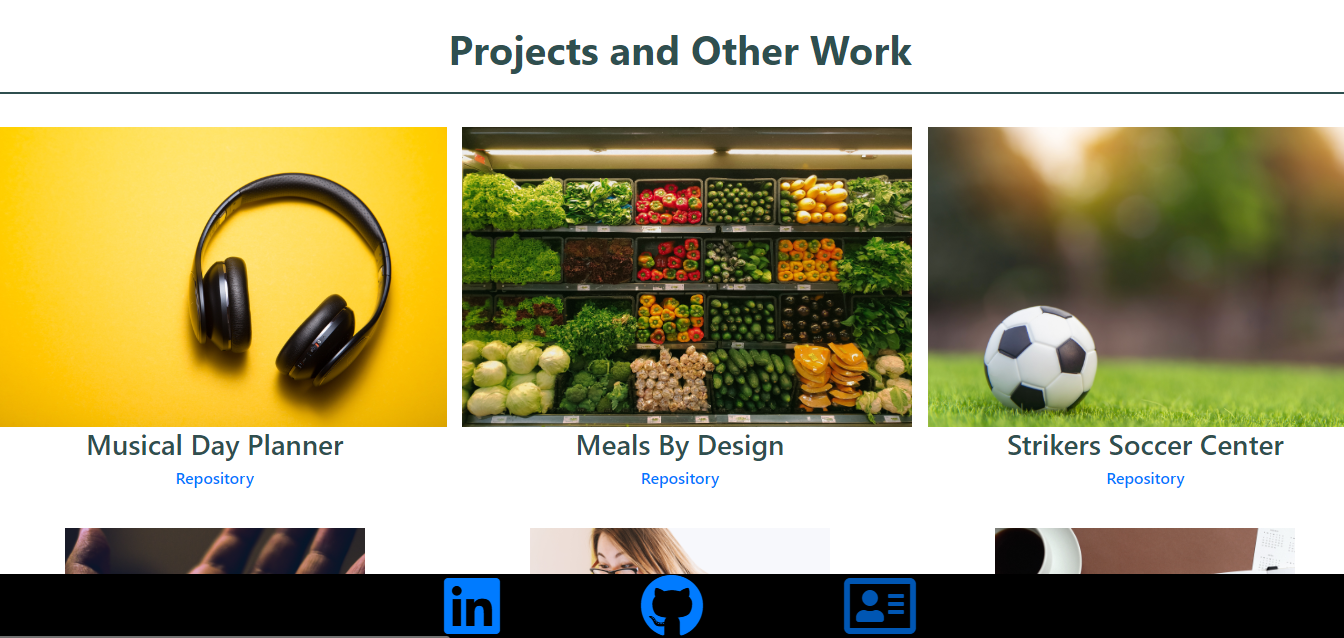 Projects and Other Work
Musical Day Planner
Meals By Design
Strikers Soccer Center
Repository
Repository
Repository
in